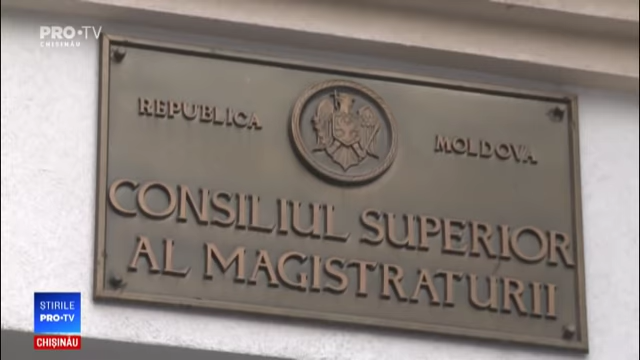 PRO•TV
CHIȘINĂU
REPUBLICA MOLDOVA
CONSILIUL SUPERIOR
AL MAGISTRATURII
ȘTIRILE
PRO•TV
CHIȘINĂU